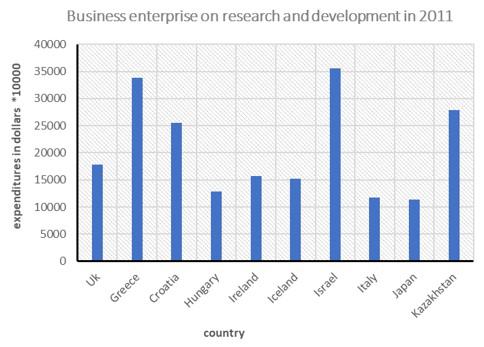 Business enterprise on research and development in 2011
expenditures in dollars *10000
40000
35000
30000
25000
20000
15000
10000
5000
0
Uk
Greece
Croatia
Hungary
Ireland
Iceland
Israel
Italy
Japan
Kazakhstan
country